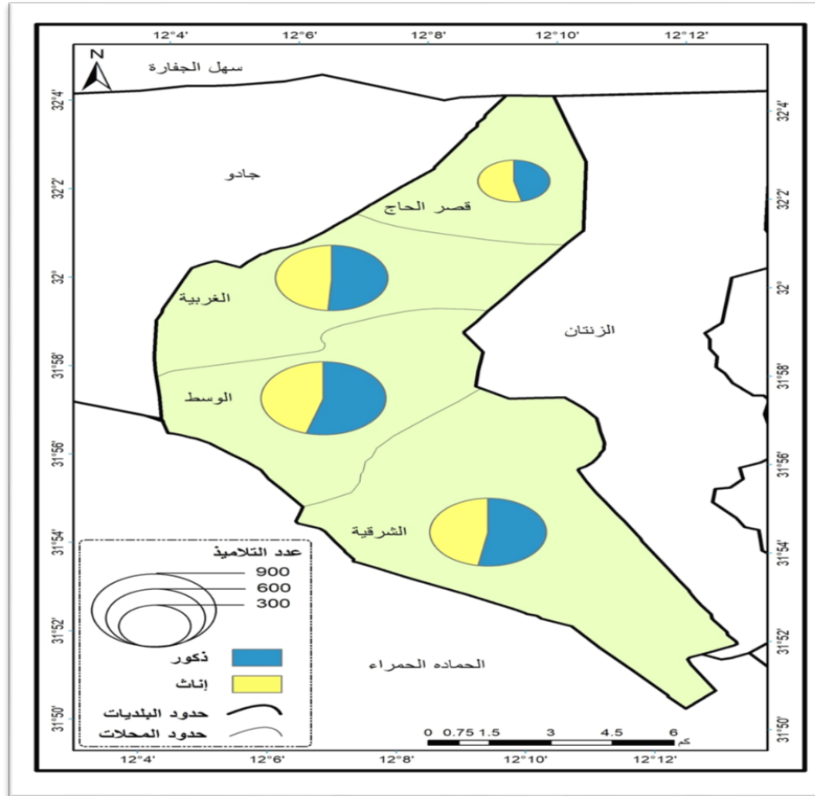 12°4' 12°6' 12°8' 12°10' 12°12'
N
سهل الجفارة
32°4' 32°4'
جادو
32°2' 32°2'
قصر الحاج
32° 32°
الغربية
الزنتان
31°58' 31°58'
الوسط
31°56' 31°56'
الشرقية
31°54' 31°54'
عدد التلاميذ
900
600
300
31°52' 31°52'
ذكور
الحماده الحمراء
إناث
حدود البلديات
31°50' 31°50'
حدود المحلات
0 0.75 1.5 3 4.5 6
كم
12°4' 12°6' 12°8' 12°10' 12°12'